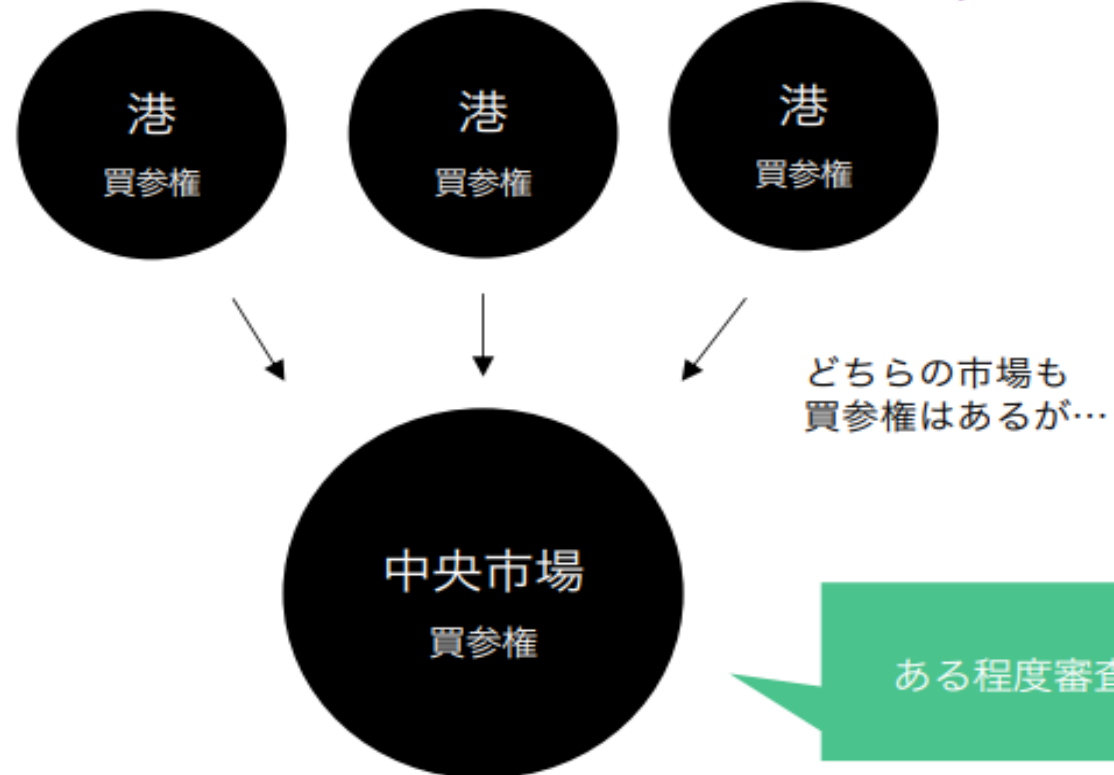 港
買参権
港
買参権
港
買参権
どちらの市場も
買参権はあるが…
中央市場
買参権
ある程度審査